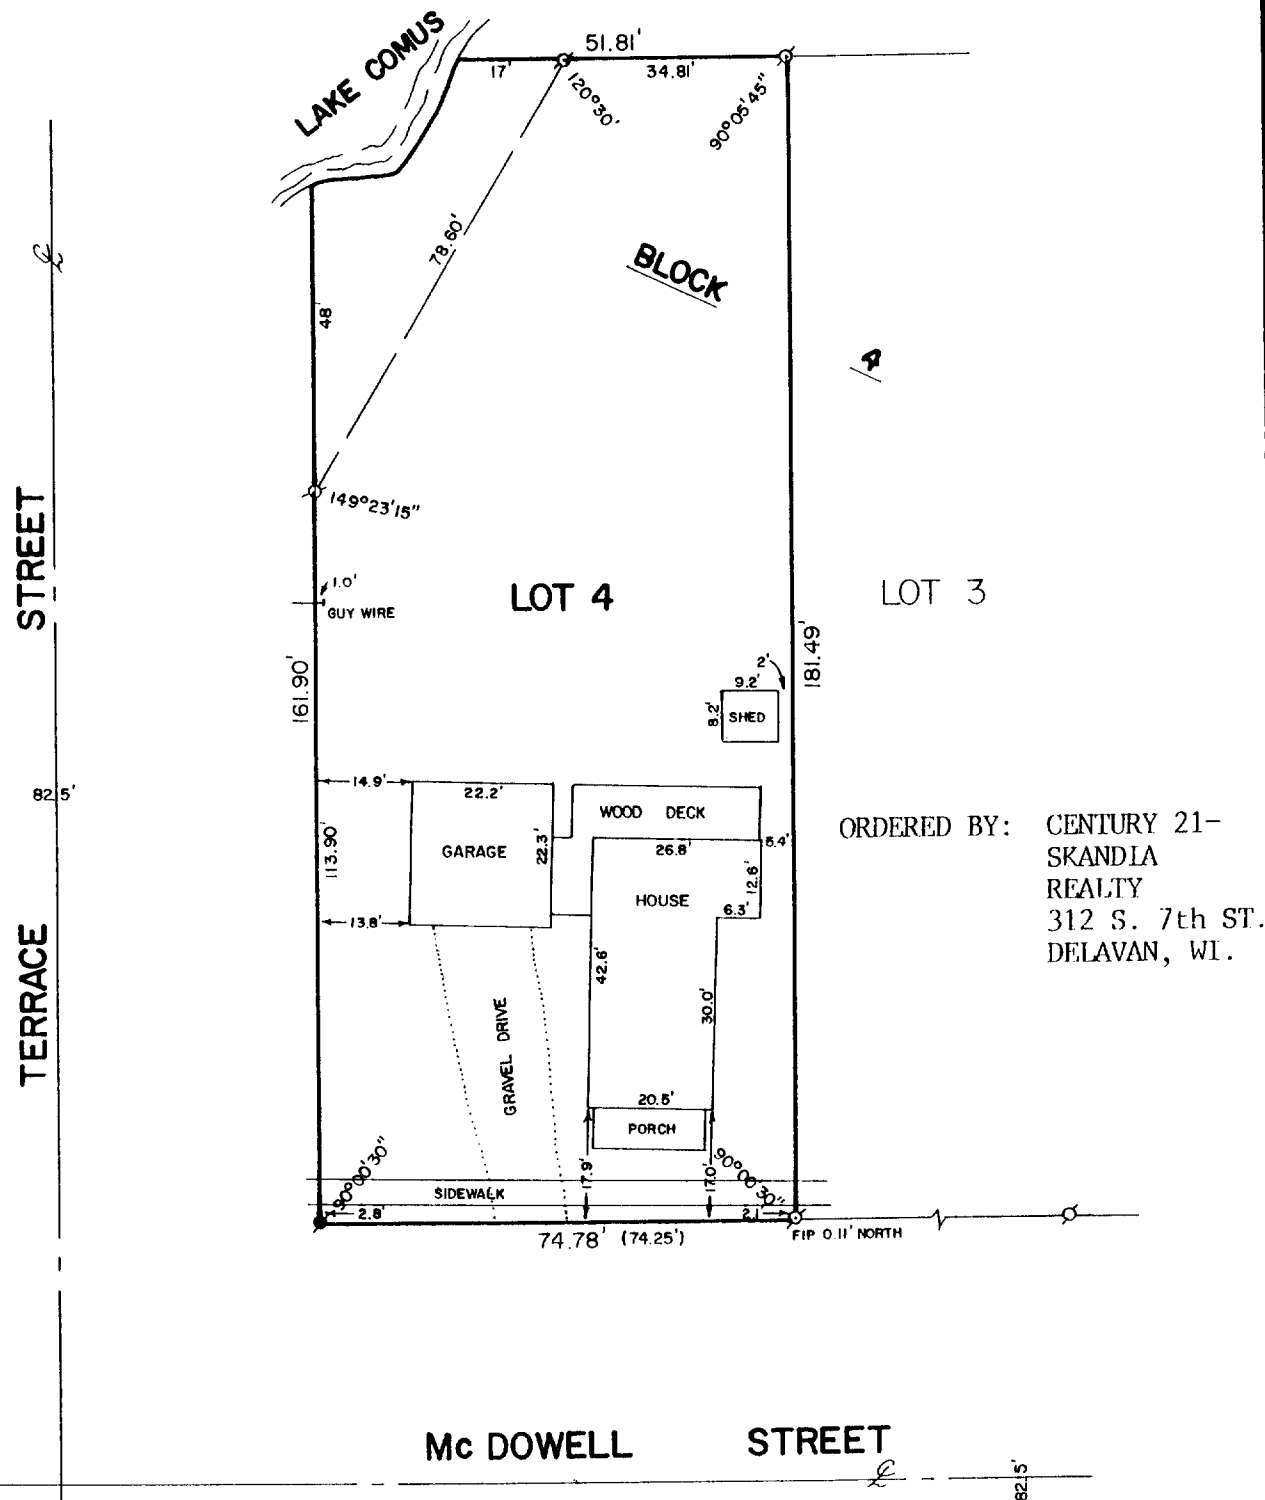 LAKE COMUS
51.81'
17'
34.81'
120°30'
90°05'45"
78.60'
BLOCK
48'
4
149°23'15"
1.0'
GUY WIRE
LOT 4
LOT 3
STREET
TERRACE
82.5'
161.90'
181.49'
2'
9.2'
8.2'
SHED
14.9'
22.2'
WOOD DECK
113.90'
GARAGE
22.3'
26.8'
5.4'
12.6'
HOUSE
6.3'
13.8'
42.6'
30.0'
GRAVEL DRIVE
20.5'
PORCH
ORDERED BY: CENTURY 21-
SKANDIA
REALTY
312 S. 7th ST.
DELAVAN, WI.
90°00'30"
17.9'
17.0'
90°00'30"
SIDEWALK
2.8'
2.1'
74.78' (74.25')
FIP 0.11' NORTH
Mc DOWELL STREET
82.5'